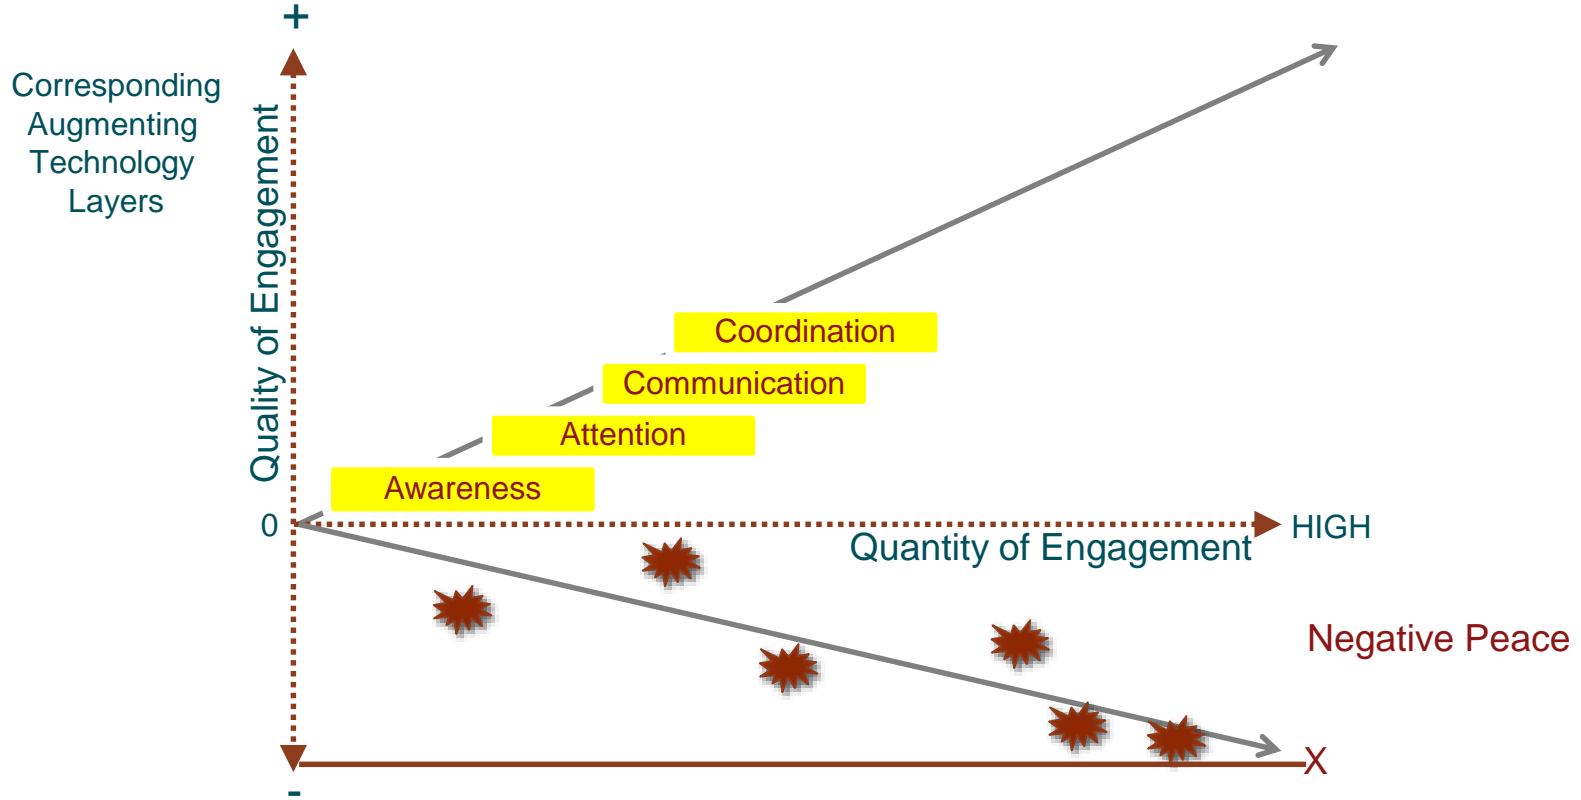 +
Corresponding
Augmenting
Technology
Layers
Quality of Engagement
Coordination
Communication
Attention
Awareness
0
HIGH
Quantity of Engagement
Negative Peace
X
-